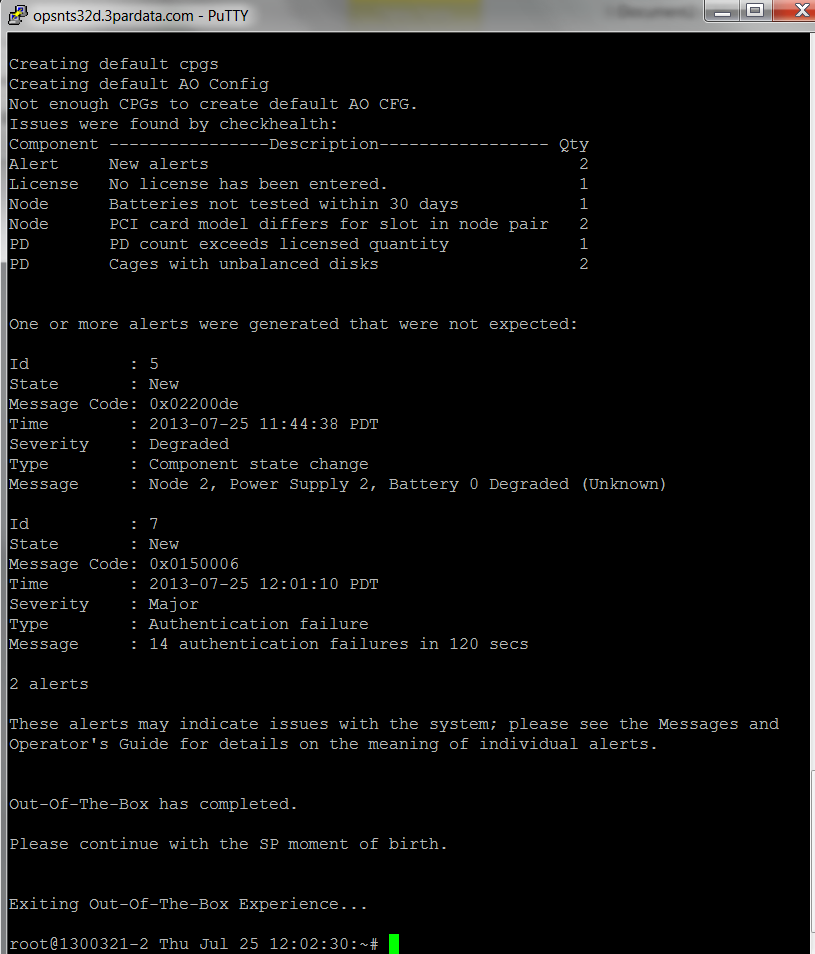 opsnts32d.3pardata.com - PuTTY
Creating default cpgs
Creating default AO Config
Not enough CPGs to create default AO CFG.
Issues were found by checkhealth:
Component ----------------Description----------------- Qty
Alert     New alerts                                     2
License   No license has been entered.                   1
Node      Batteries not tested within 30 days            1
Node      PCI card model differs for slot in node pair   2
PD        PD count exceeds licensed quantity             1
PD        Cages with unbalanced disks                    2
One or more alerts were generated that were not expected:
Id          : 5
State       : New
Message Code: 0x02200de
Time        : 2013-07-25 11:44:38 PDT
Severity    : Degraded
Type        : Component state change
Message     : Node 2, Power Supply 2, Battery 0 Degraded (Unknown)
Id          : 7
State       : New
Message Code: 0x0150006
Time        : 2013-07-25 12:01:10 PDT
Severity    : Major
Type        : Authentication failure
Message     : 14 authentication failures in 120 secs
2 alerts
These alerts may indicate issues with the system; please see the Messages and
Operator's Guide for details on the meaning of individual alerts.
Out-Of-The-Box has completed.
Please continue with the SP moment of birth.
Exiting Out-Of-The-Box Experience...
root@1300321-2 Thu Jul 25 12:02:30:~#